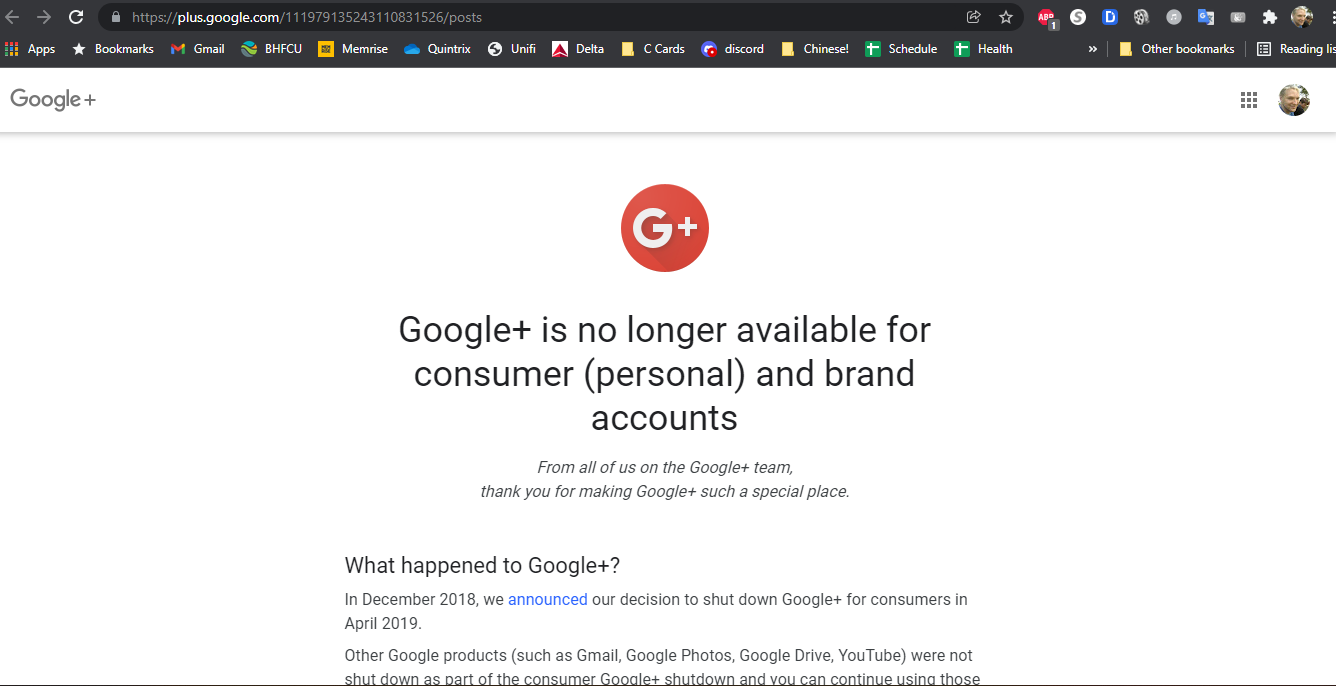 https://plus.google.com/111979135243110831526/posts
ABP 1 S D
Apps Bookmarks Gmail BHFCU Memrise Quintrix Unifi Delta C Cards discord Chinese! Schedule Health » Other bookmarks Reading lis
Google+
G+
Google+ is no longer available for
consumer (personal) and brand
accounts
From all of us on the Google+ team,
thank you for making Google+ such a special place.
What happened to Google+?
In December 2018, we announced our decision to shut down Google+ for consumers in
April 2019.
Other Google products (such as Gmail, Google Photos, Google Drive, YouTube) were not
shut down as part of the consumer Google+ shutdown and you can continue using those